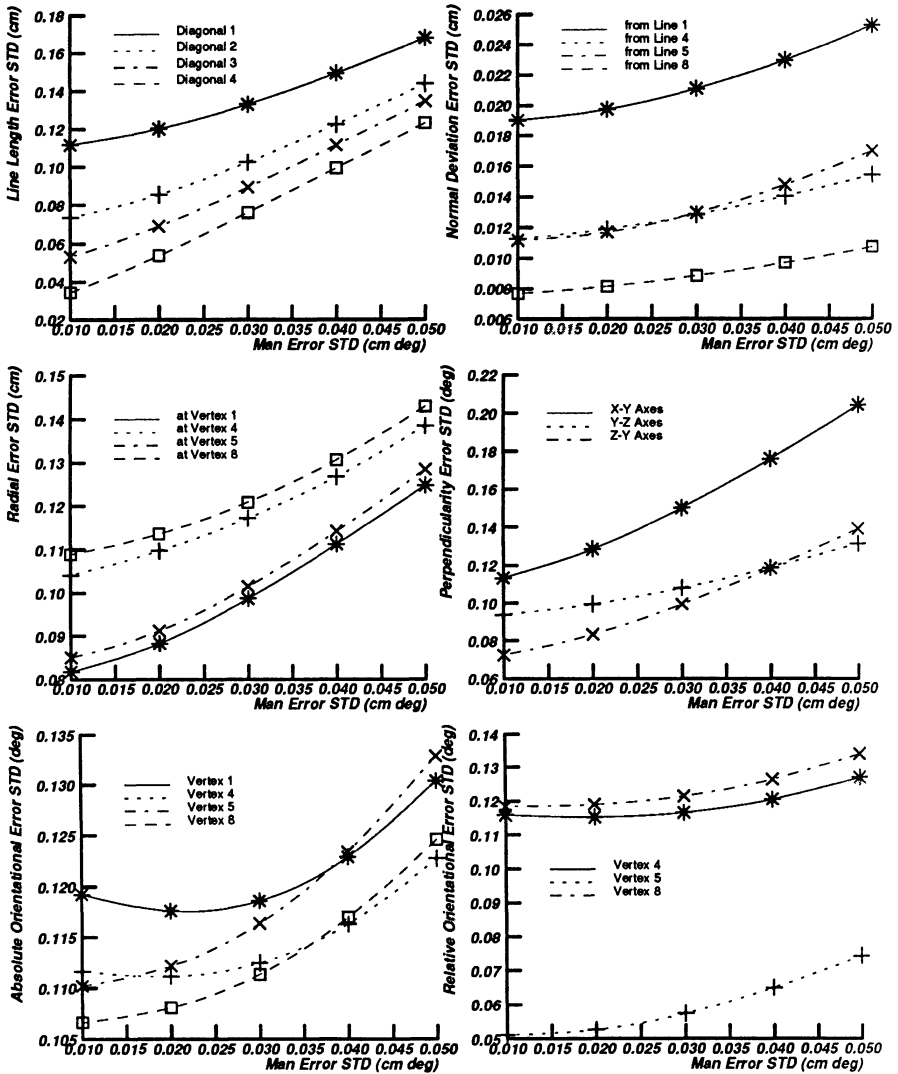 Line Length Error STD (cm)
0.18
0.16
0.14
0.12
0.10
0.08
0.06
0.04
0.02
Diagonal 1
Diagonal 2
Diagonal 3
Diagonal 4
0.010 0.015 0.020 0.025 0.030 0.035 0.040 0.045 0.050
Man Error STD (cm deg)
Normal Deviation Error STD (cm)
0.026
0.024
0.022
0.020
0.018
0.016
0.014
0.012
0.010
0.008
0.006
from Line 1
from Line 4
from Line 5
from Line 8
0.010 0.015 0.020 0.025 0.030 0.035 0.040 0.045 0.050
Man Error STD (cm deg)
Radial Error STD (cm)
0.15
0.14
0.13
0.12
0.11
0.10
0.09
0.08
at Vertex 1
at Vertex 4
at Vertex 5
at Vertex 8
0.010 0.015 0.020 0.025 0.030 0.035 0.040 0.045 0.050
Man Error STD (cm deg)
Perpendicularity Error STD (deg)
0.22
0.20
0.18
0.16
0.14
0.12
0.10
0.08
0.06
X-Y Axes
Y-Z Axes
Z-Y Axes
0.010 0.015 0.020 0.025 0.030 0.035 0.040 0.045 0.050
Man Error STD (cm deg)
Absolute Orientational Error STD (deg)
0.135
0.130
0.125
0.120
0.115
0.110
0.105
Vertex 1
Vertex 4
Vertex 5
Vertex 8
0.010 0.015 0.020 0.025 0.030 0.035 0.040 0.045 0.050
Man Error STD (cm deg)
Relative Orientational Error STD (deg)
0.14
0.13
0.12
0.11
0.10
0.09
0.08
0.07
0.06
0.05
Vertex 4
Vertex 5
Vertex 8
0.010 0.015 0.020 0.025 0.030 0.035 0.040 0.045 0.050
Man Error STD (cm deg)